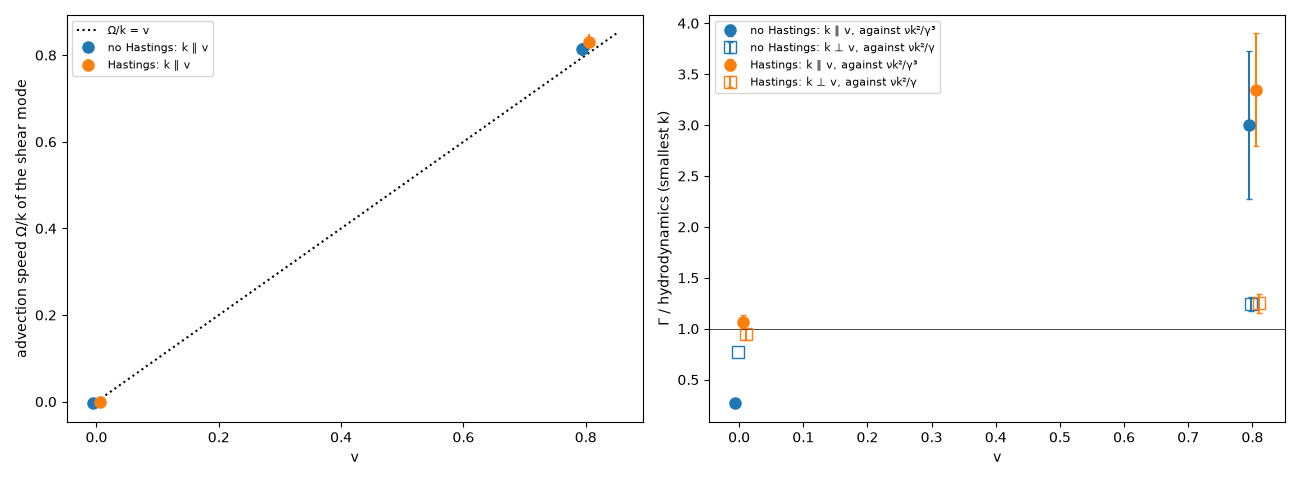 Ω/k = v
no Hastings: k ∥ v
Hastings: k ∥ v
advection speed Ω/k of the shear mode
0.8
0.6
0.4
0.2
0.0
0.0 0.2 0.4 0.6 0.8
v
no Hastings: k ∥ v, against νk²/γ³
no Hastings: k ⊥ v, against νk²/γ
Hastings: k ∥ v, against νk²/γ³
Hastings: k ⊥ v, against νk²/γ
Γ / hydrodynamics (smallest k)
4.0
3.5
3.0
2.5
2.0
1.5
1.0
0.5
0.0 0.1 0.2 0.3 0.4 0.5 0.6 0.7 0.8
v